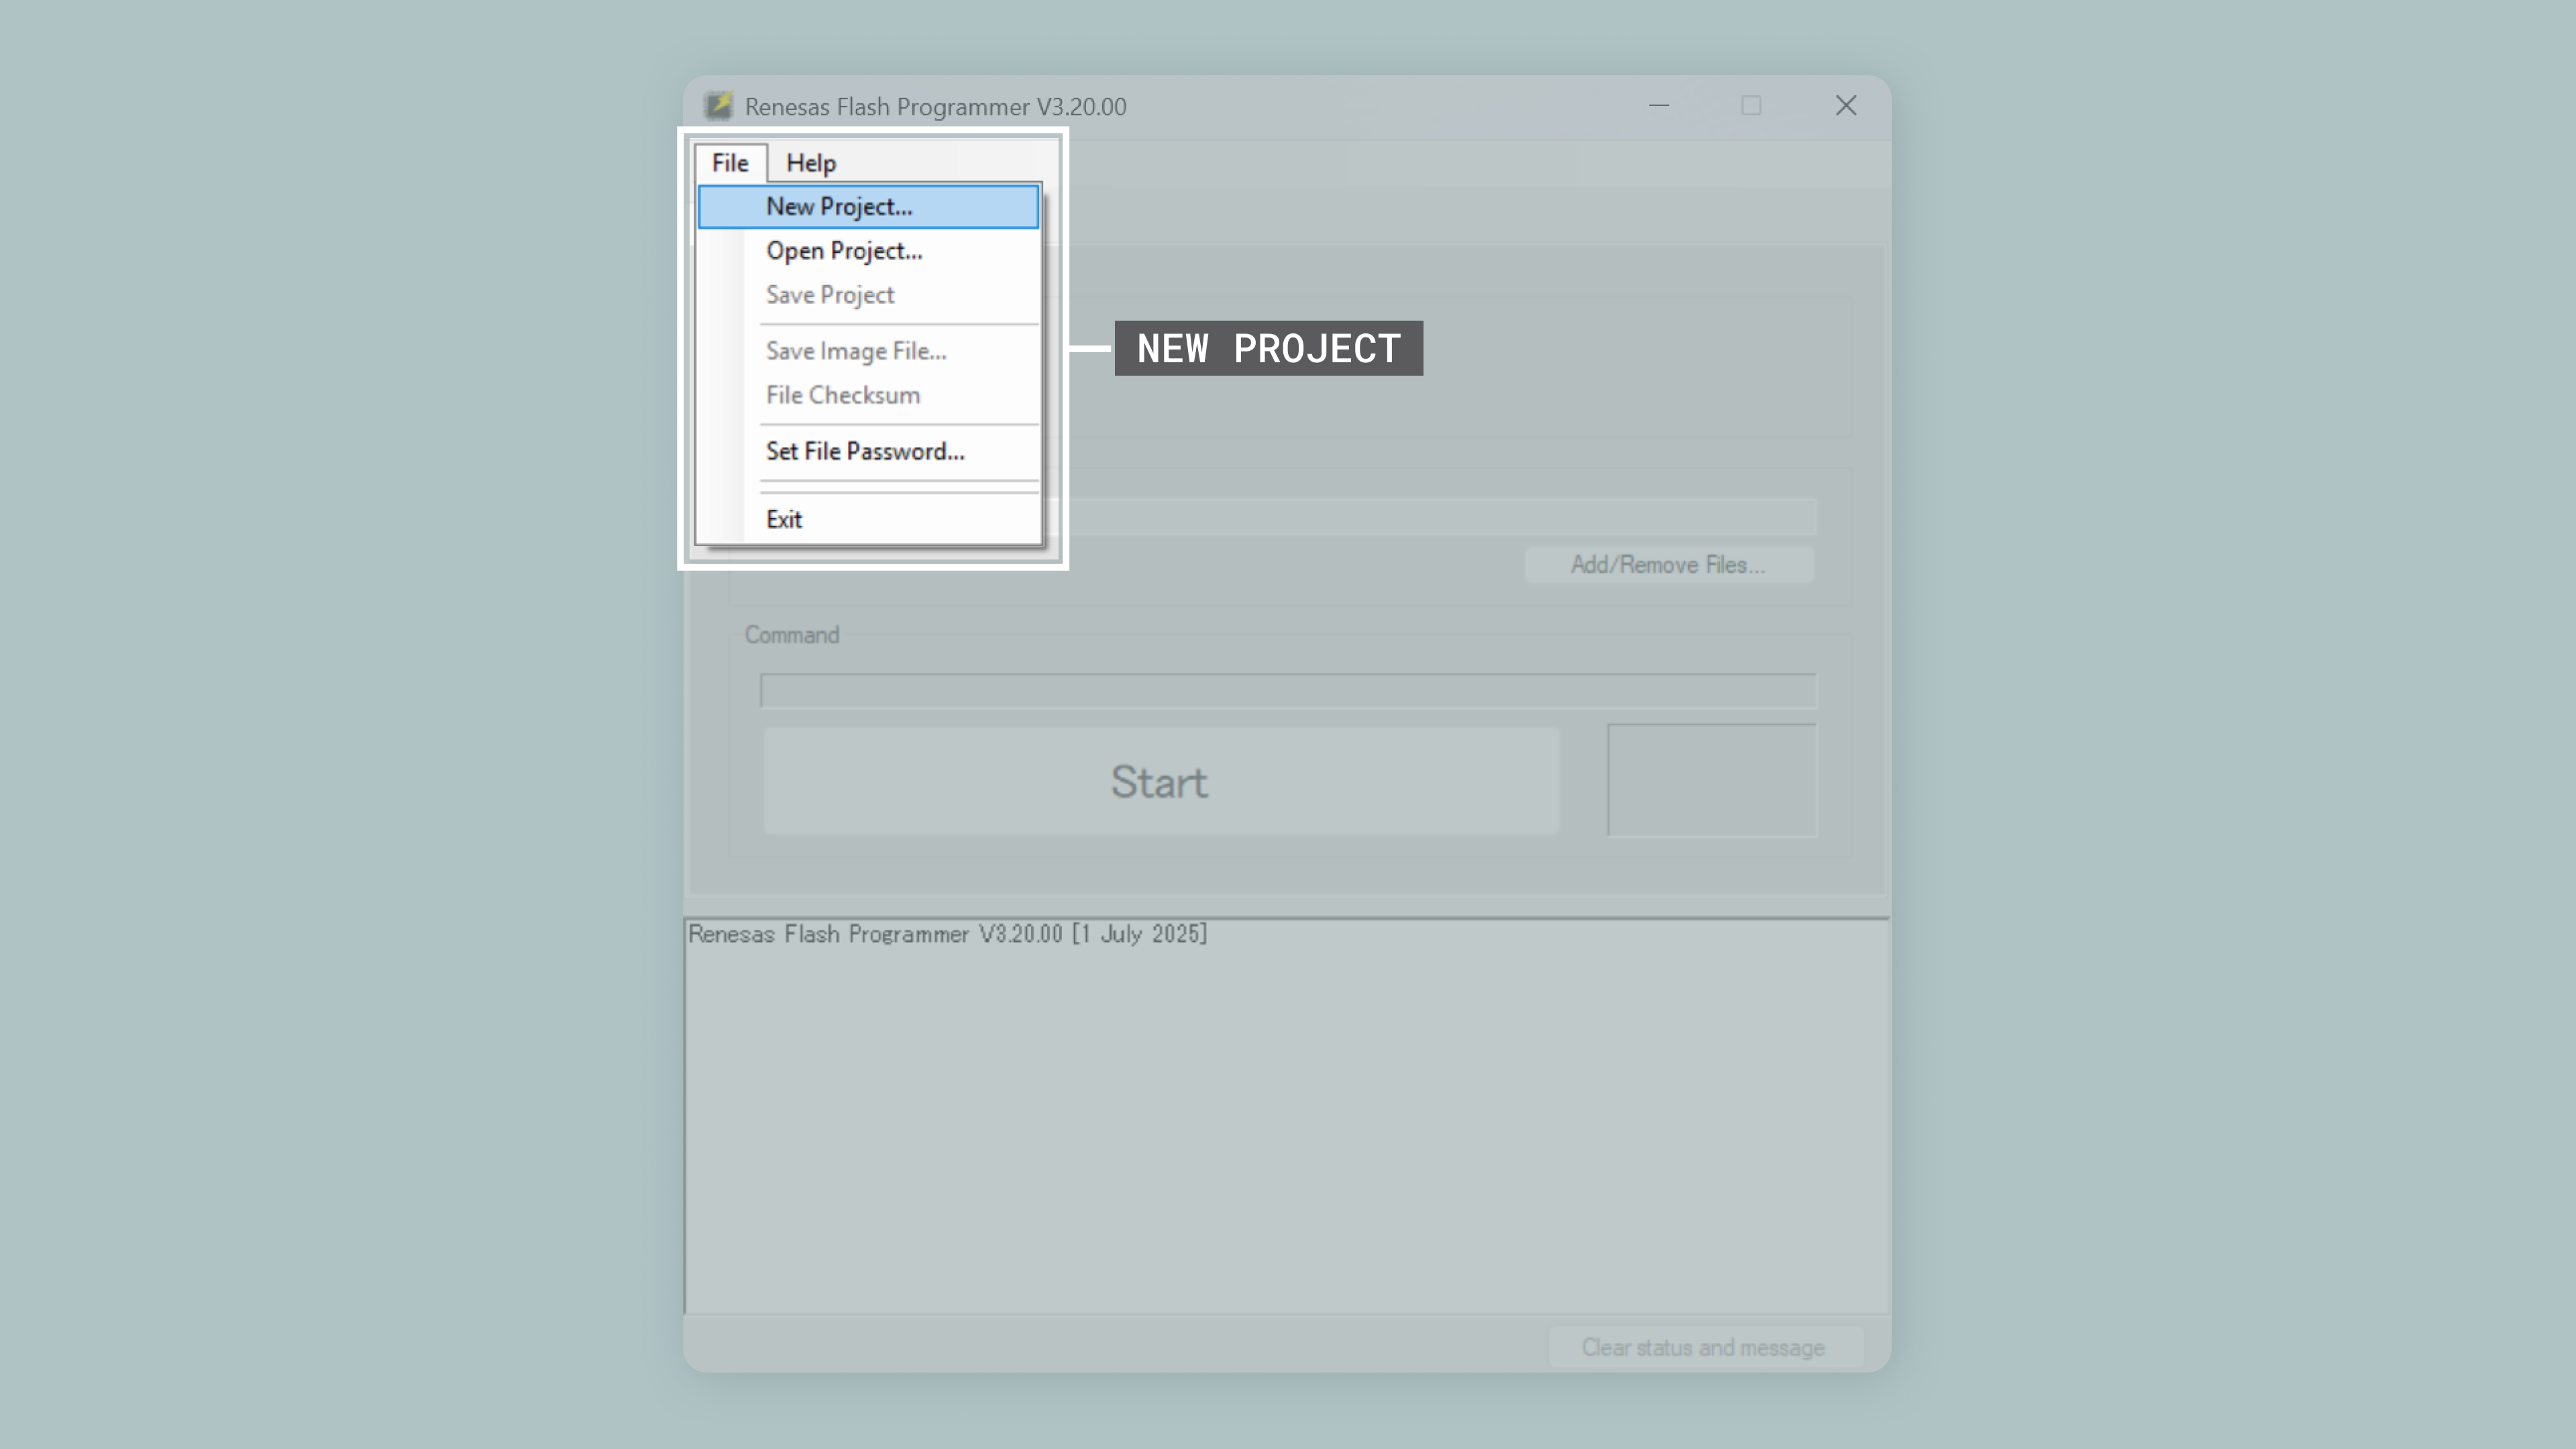 Renesas Flash Programmer V3.20.00
File Help
New Project...
Open Project...
Save Project
Save Image File...
File Checksum
Set File Password...
Exit
NEW PROJECT
Add/Remove Files...
Command
Start
Renesas Flash Programmer V3.20.00 [1 July 2025]
Clear status and message